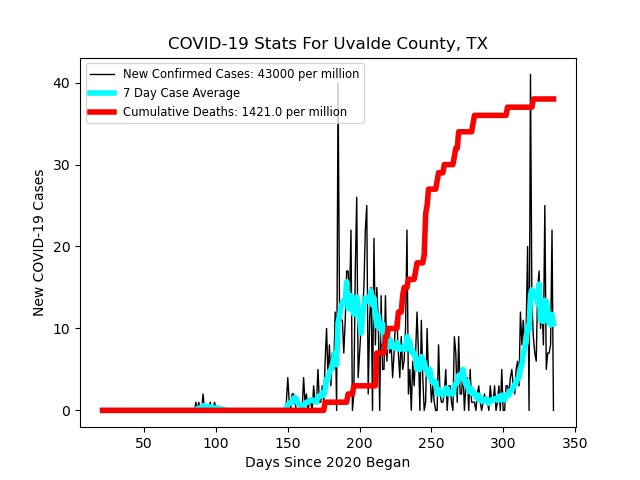 COVID-19 Stats For Uvalde County, TX
New Confirmed Cases: 43000 per million
7 Day Case Average
Cumulative Deaths: 1421.0 per million
New COVID-19 Cases
40
30
20
10
0
50
100
150
200
250
300
350
Days Since 2020 Began